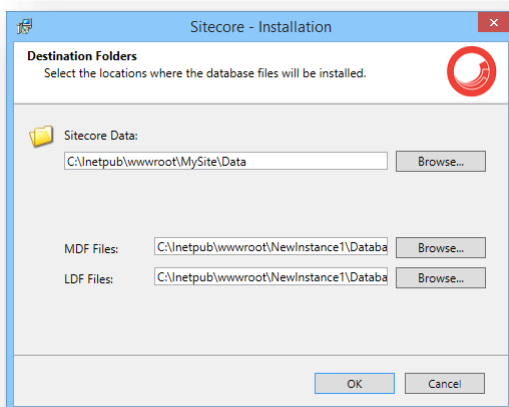 Sitecore - Installation
Destination Folders
Select the locations where the database files will be installed.
Sitecore Data:
C:\Inetpub\wwwroot\MySite\Data
Browse...
MDF Files:
C:\Inetpub\wwwroot\NewInstance1\Databa
Browse...
LDF Files:
C:\Inetpub\wwwroot\NewInstance1\Databa
Browse...
OK
Cancel